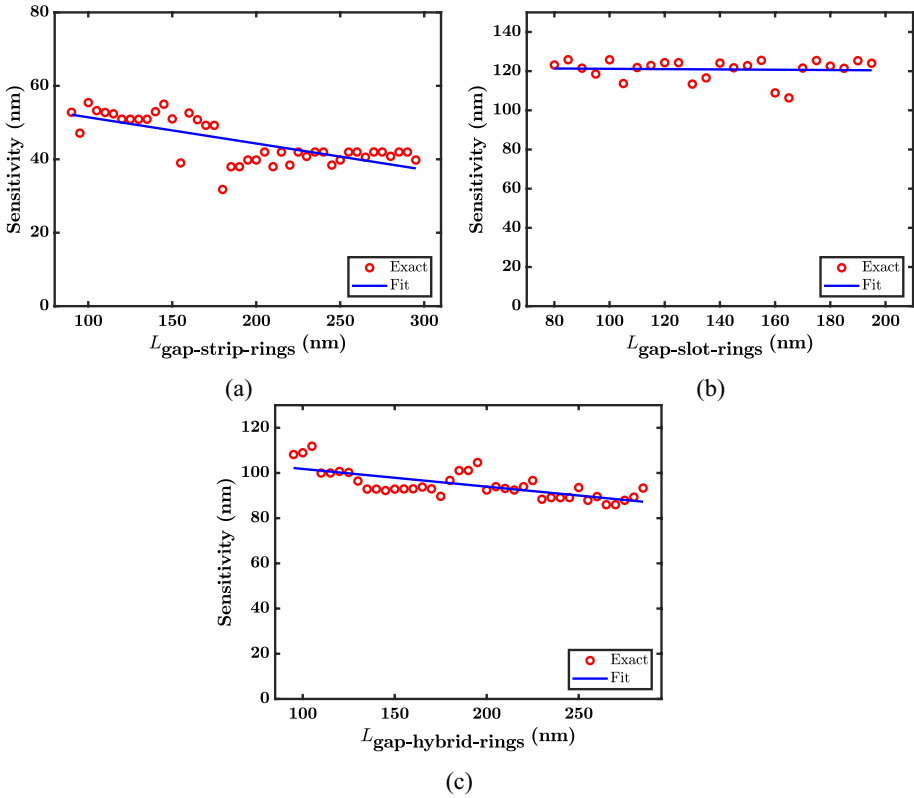 80
60
40
20
0
Sensitivity (nm)
Exact
Fit
100 150 200 250 300
L gap-strip-rings (nm)
(a)
140
120
100
80
60
40
20
0
Sensitivity (nm)
Exact
Fit
80 100 120 140 160 180 200
L gap-slot-rings (nm)
(b)
120
100
80
60
40
20
0
Sensitivity (nm)
Exact
Fit
100 150 200 250
L gap-hybrid-rings (nm)
(c)